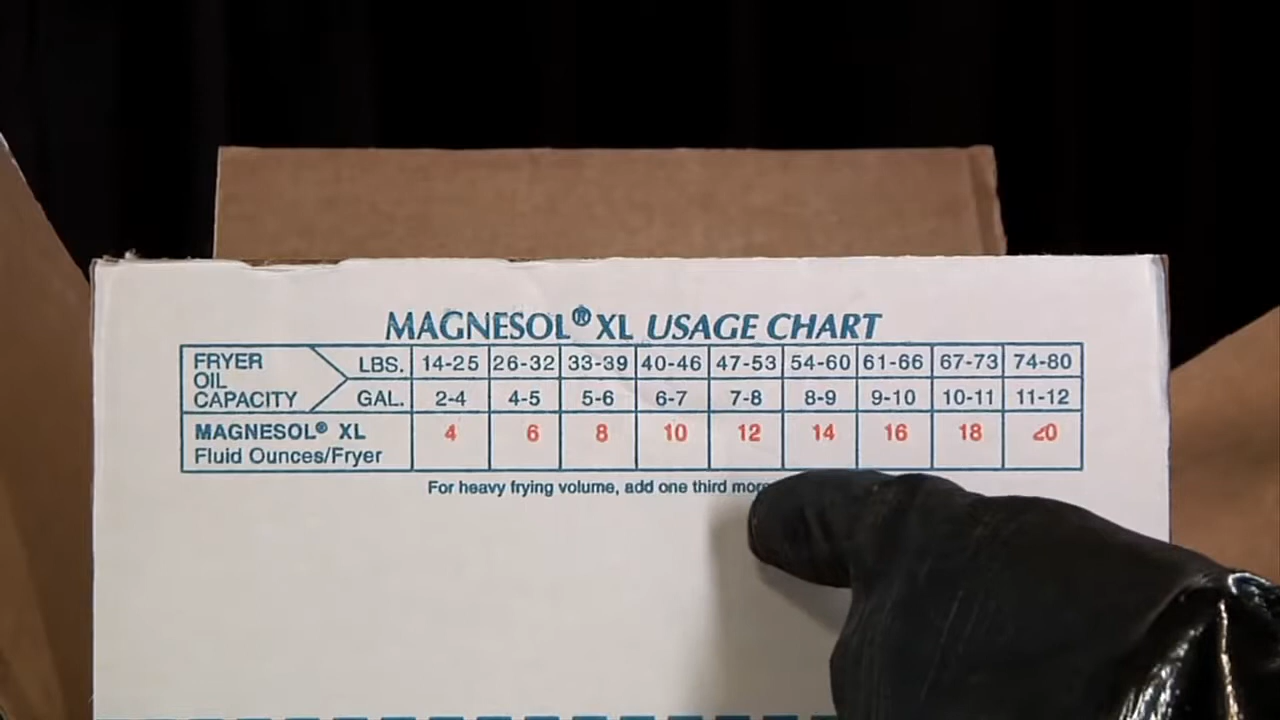 MAGNESOL® XL USAGE CHART
FRYER OIL CAPACITY LBS. 14-25 26-32 33-39 40-46 47-53 54-60 61-66 67-73 74-80
GAL. 2-4 4-5 5-6 6-7 7-8 8-9 9-10 10-11 11-12
MAGNESOL® XL 4 6 8 10 12 14 16 18 20
Fluid Ounces/Fryer
For heavy frying volume, add one third more